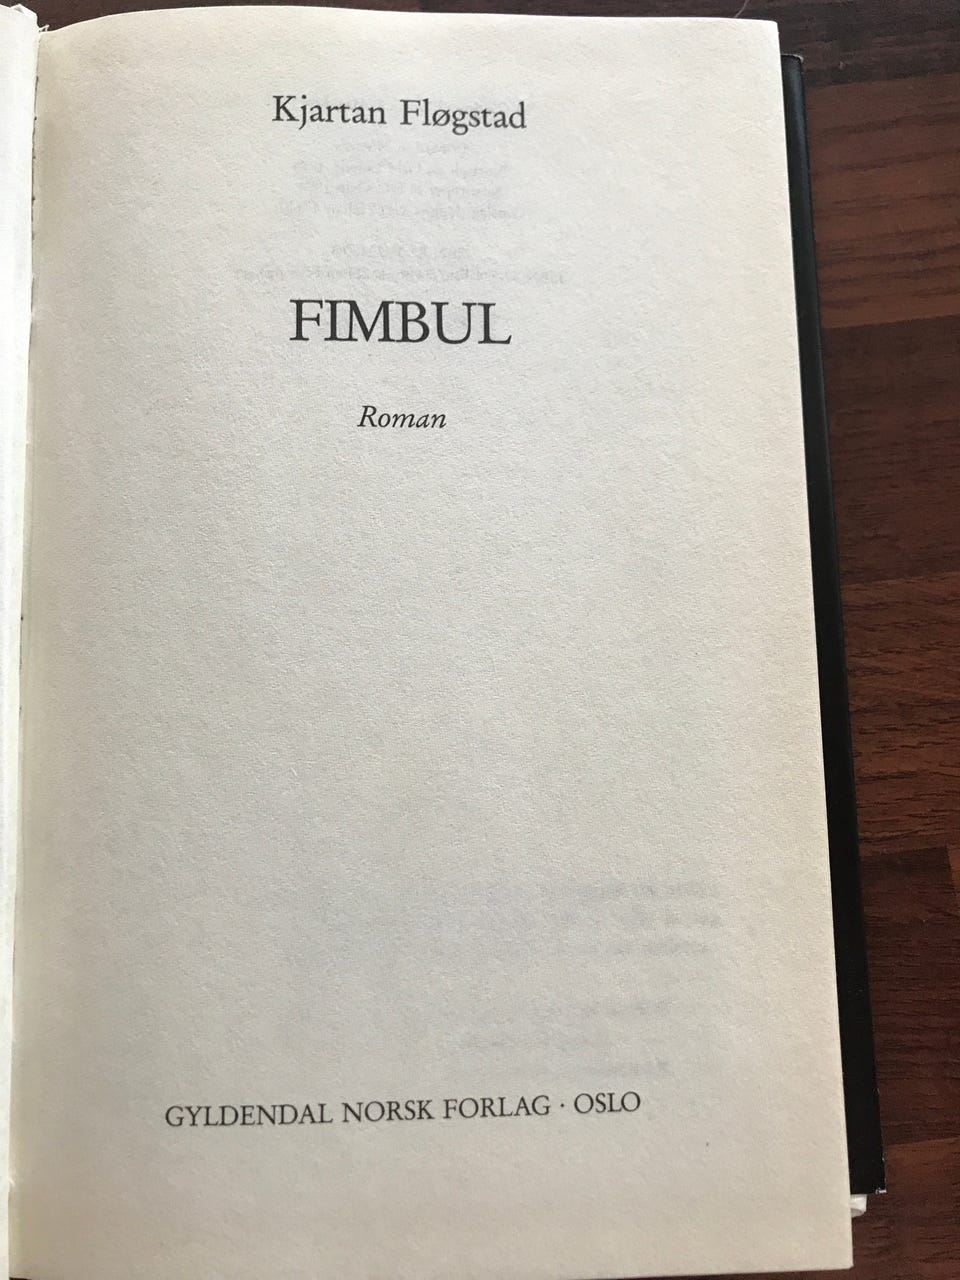 Kjartan Fløgstad
FIMBUL
Roman
GYLDENDAL NORSK FORLAG · OSLO